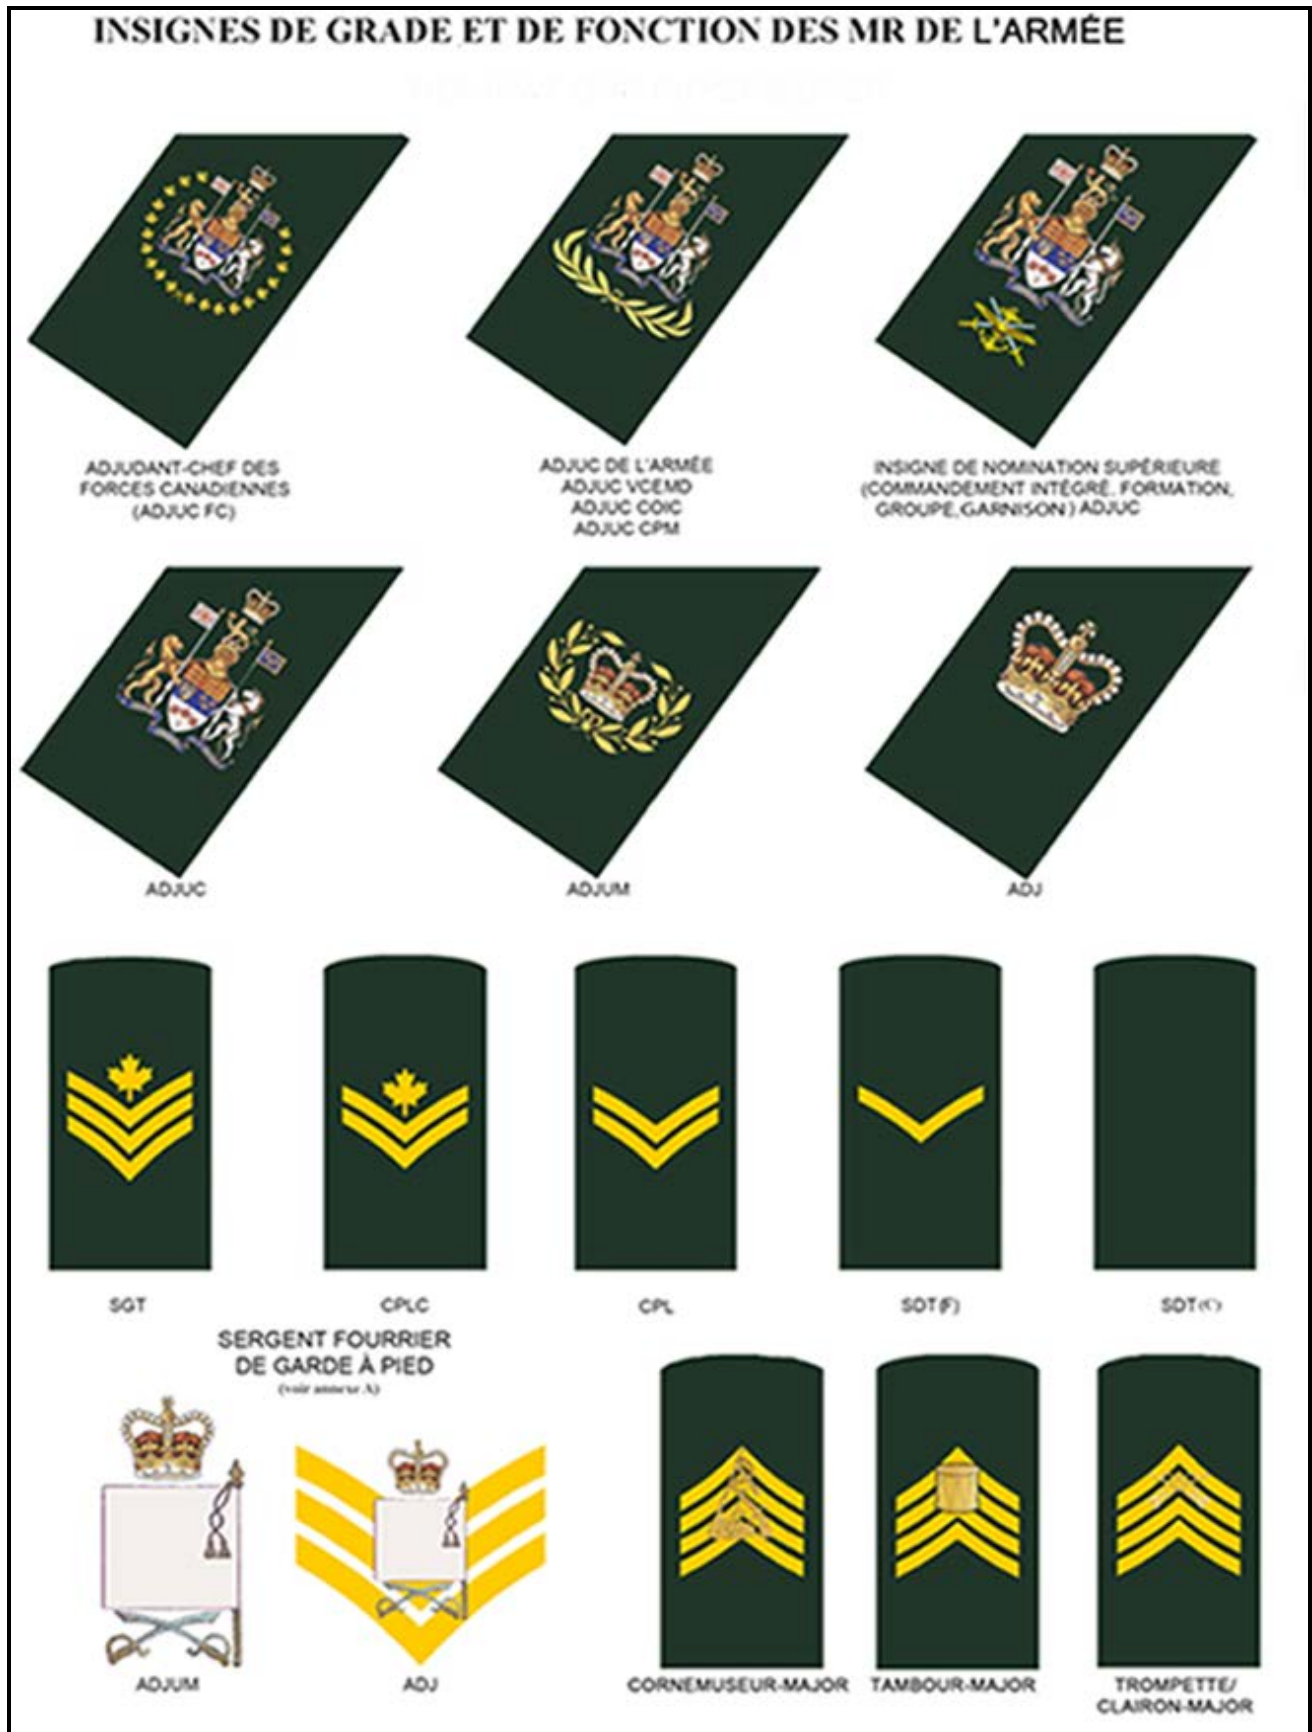 INSIGNES DE GRADE ET DE FONCTION DES MR DE L'ARMÉE
ADJUDANT-CHEF DES
FORCES CANADIENNES
(ADJUC FC)
ADJUC DE L'ARMÉE
ADJUC VCEMD
ADJUC COIC
ADJUC CPM
INSIGNE DE NOMINATION SUPÉRIEURE
(COMMANDEMENT INTÉGRÉ, FORMATION,
GROUPE, GARNISON) ADJUC
ADJUC
ADJUM
ADJ
SGT
CPLC
CPL
SDT(F)
SDT(C)
SERGENT FOURRIER
DE GARDE À PIED
(voir annexe A)
ADJUM
ADJ
CORNEMUSEUR-MAJOR
TAMBOUR-MAJOR
TROMPETTE/
CLAIRON-MAJOR